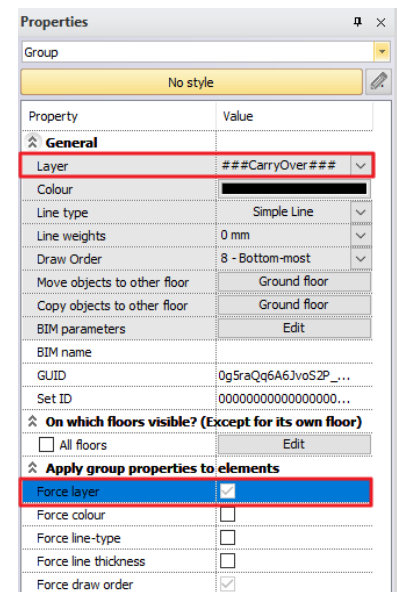 Properties
Group
No style
Property Value
General
Layer ###CarryOver###
Colour
Line type Simple Line
Line weights 0 mm
Draw Order 8 - Bottom-most
Move objects to other floor Ground floor
Copy objects to other floor Ground floor
BIM parameters Edit
BIM name
GUID 0g5raQq6A6JvoS2P_...
Set ID 00000000000000000...
On which floors visible? (Except for its own floor)
All floors Edit
Apply group properties to elements
Force layer
Force colour
Force line-type
Force line thickness
Force draw order